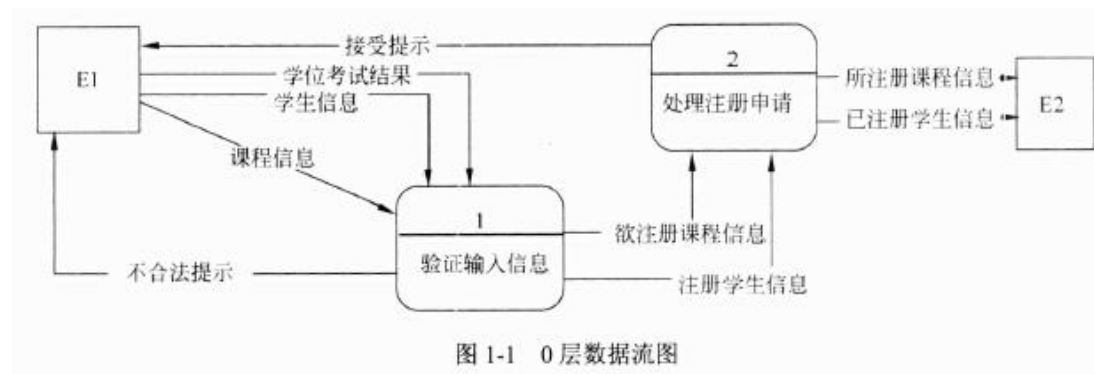 接受提示
2
E1
学位考试结果
所注册课程信息
学生信息
处理注册申请
E2
已注册学生信息
课程信息
1
欲注册课程信息
不合法提示
验证输入信息
注册学生信息
图 1-1 0 层数据流图